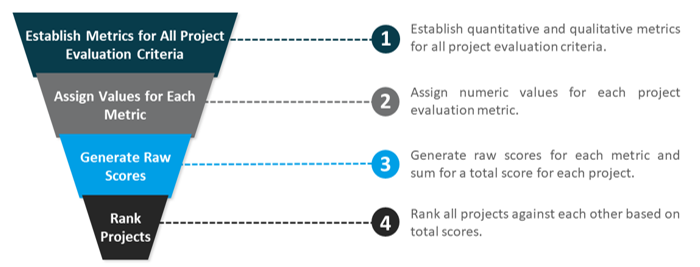 Establish Metrics for All Project
Evaluation Criteria
1
Establish quantitative and qualitative metrics
for all project evaluation criteria.
Assign Values for Each
Metric
2
Assign numeric values for each project
evaluation metric.
Generate Raw
Scores
3
Generate raw scores for each metric and
sum for a total score for each project.
Rank
Projects
4
Rank all projects against each other based on
total scores.